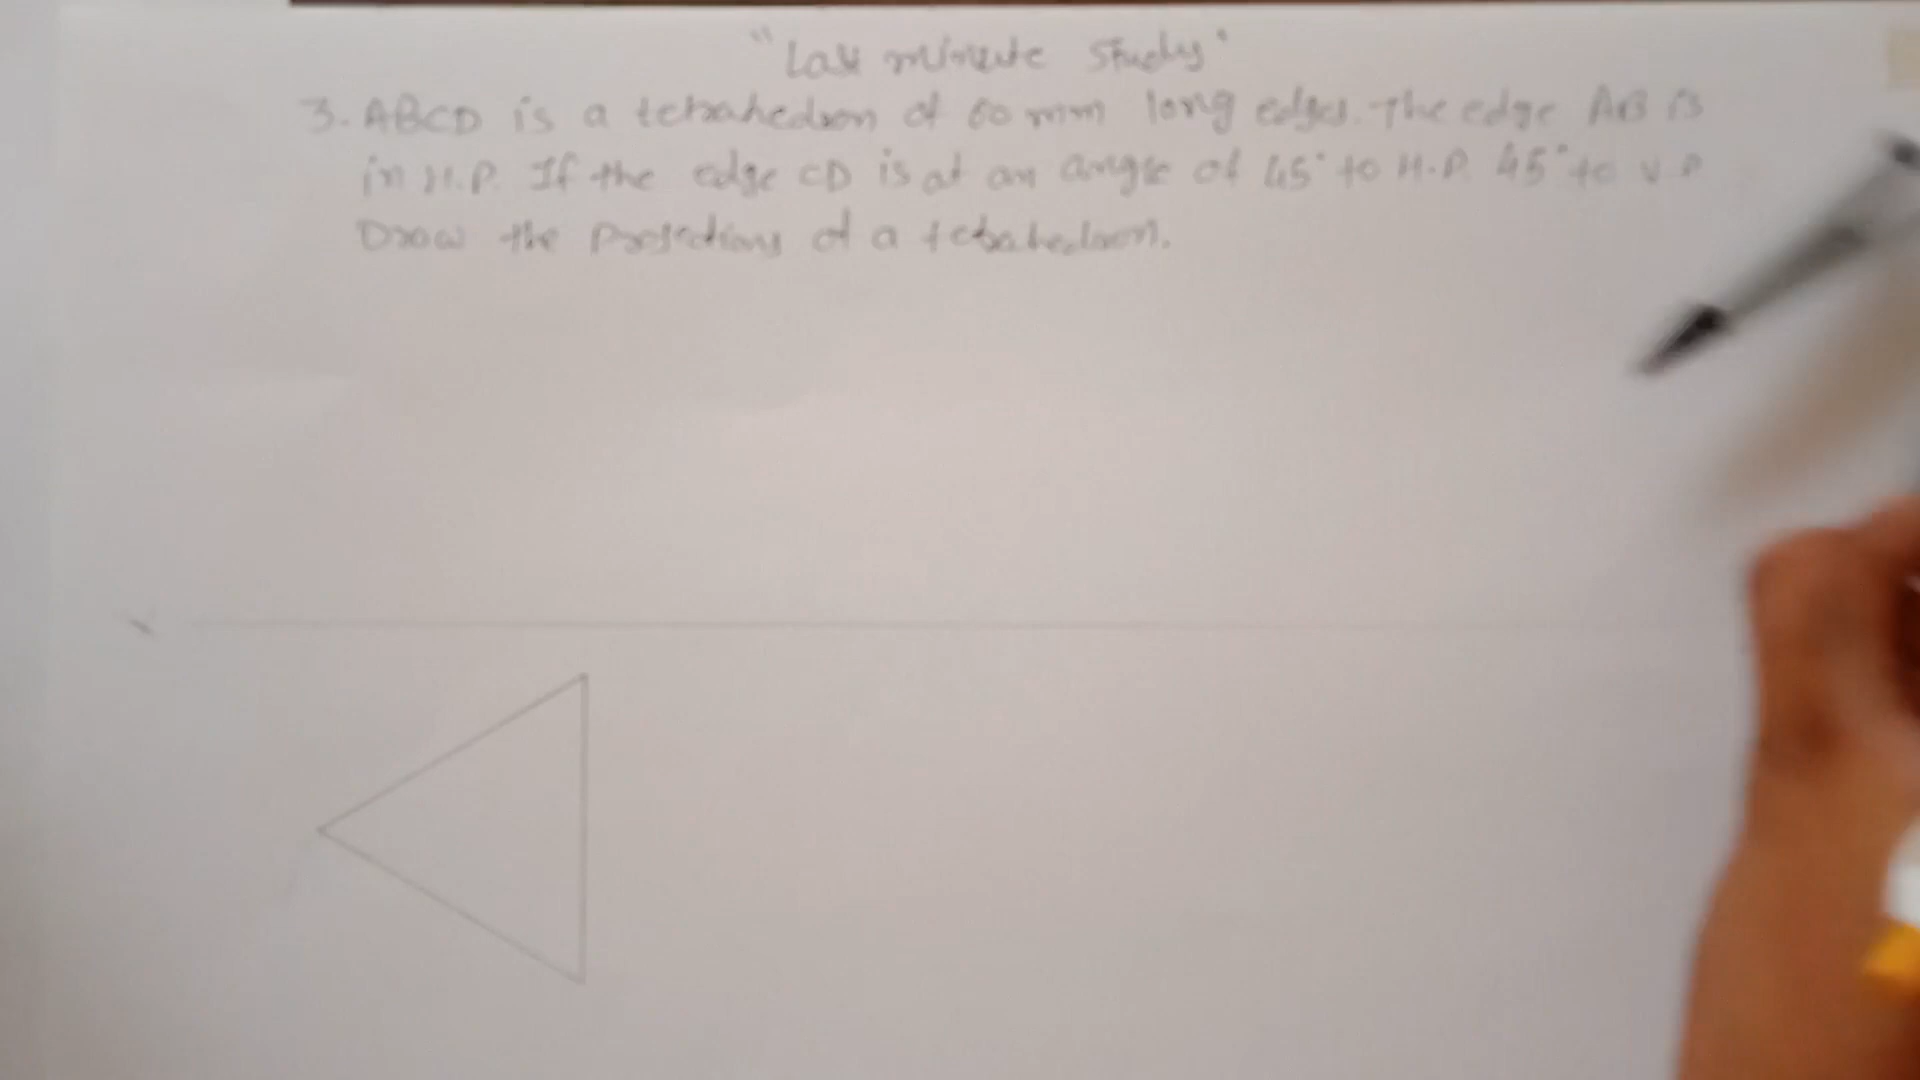 "Last minute study"
3. ABCD is a tetrahedron of 60 mm long edges. The edge AB is
in H.P. If the edge CD is at an angle of 45° to H.P. 45° to V.P
Draw the Projections of a tetrahedron.
X